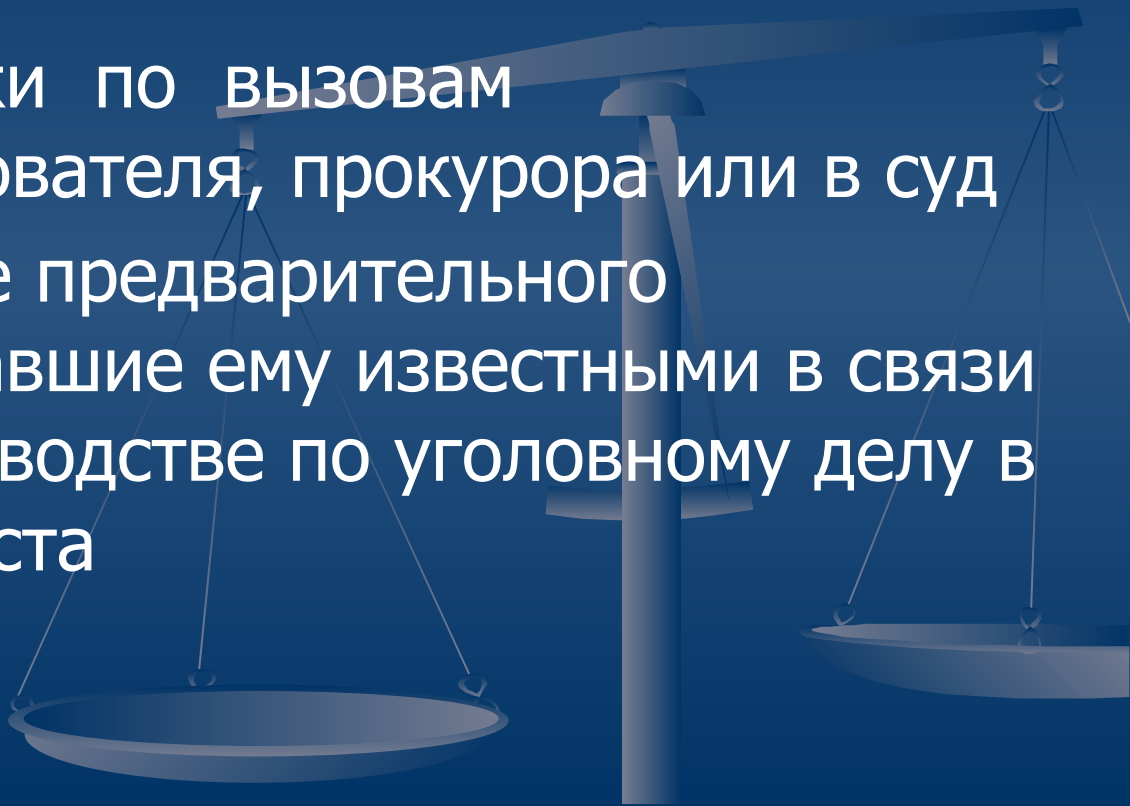 ки по вызовам
ователя, прокурора или в суд
е предварительного
авшие ему известными в связи
водстве по уголовному делу в
ста